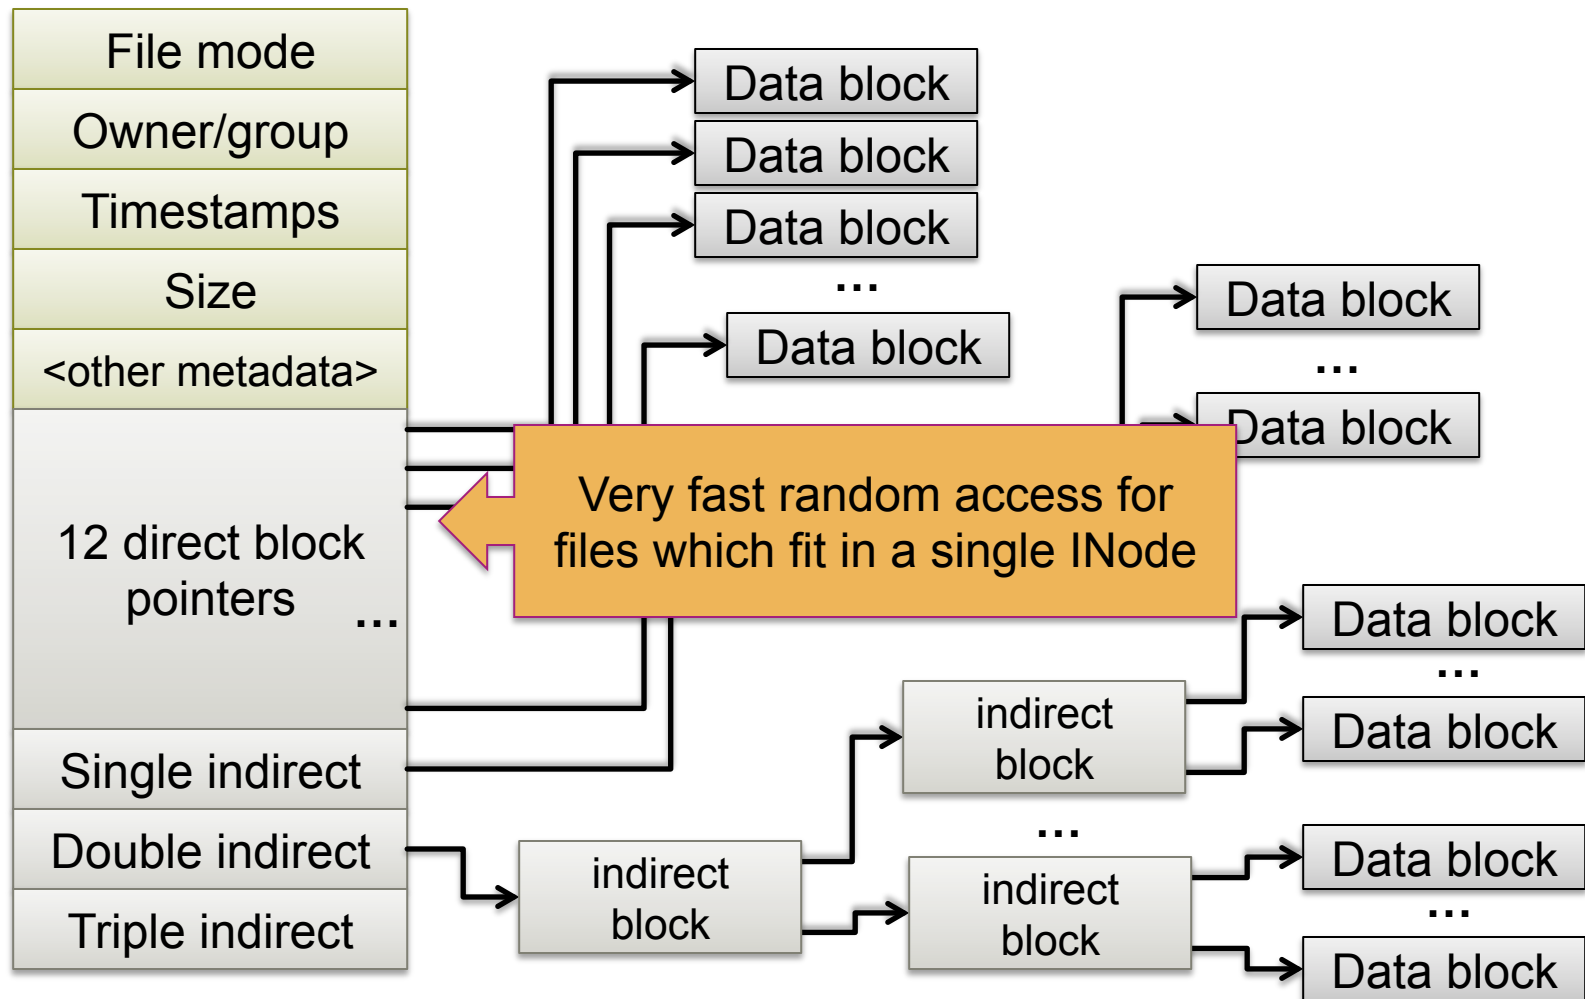 File mode
Owner/group
Timestamps
Size
<other metadata>
12 direct block
pointers
...
Single indirect
Double indirect
Triple indirect
Data block
Data block
Data block
...
Data block
Data block
...
Data block
Very fast random access for
files which fit in a single INode
indirect
block
indirect
block
...
indirect
block
Data block
...
Data block
Data block
...
Data block